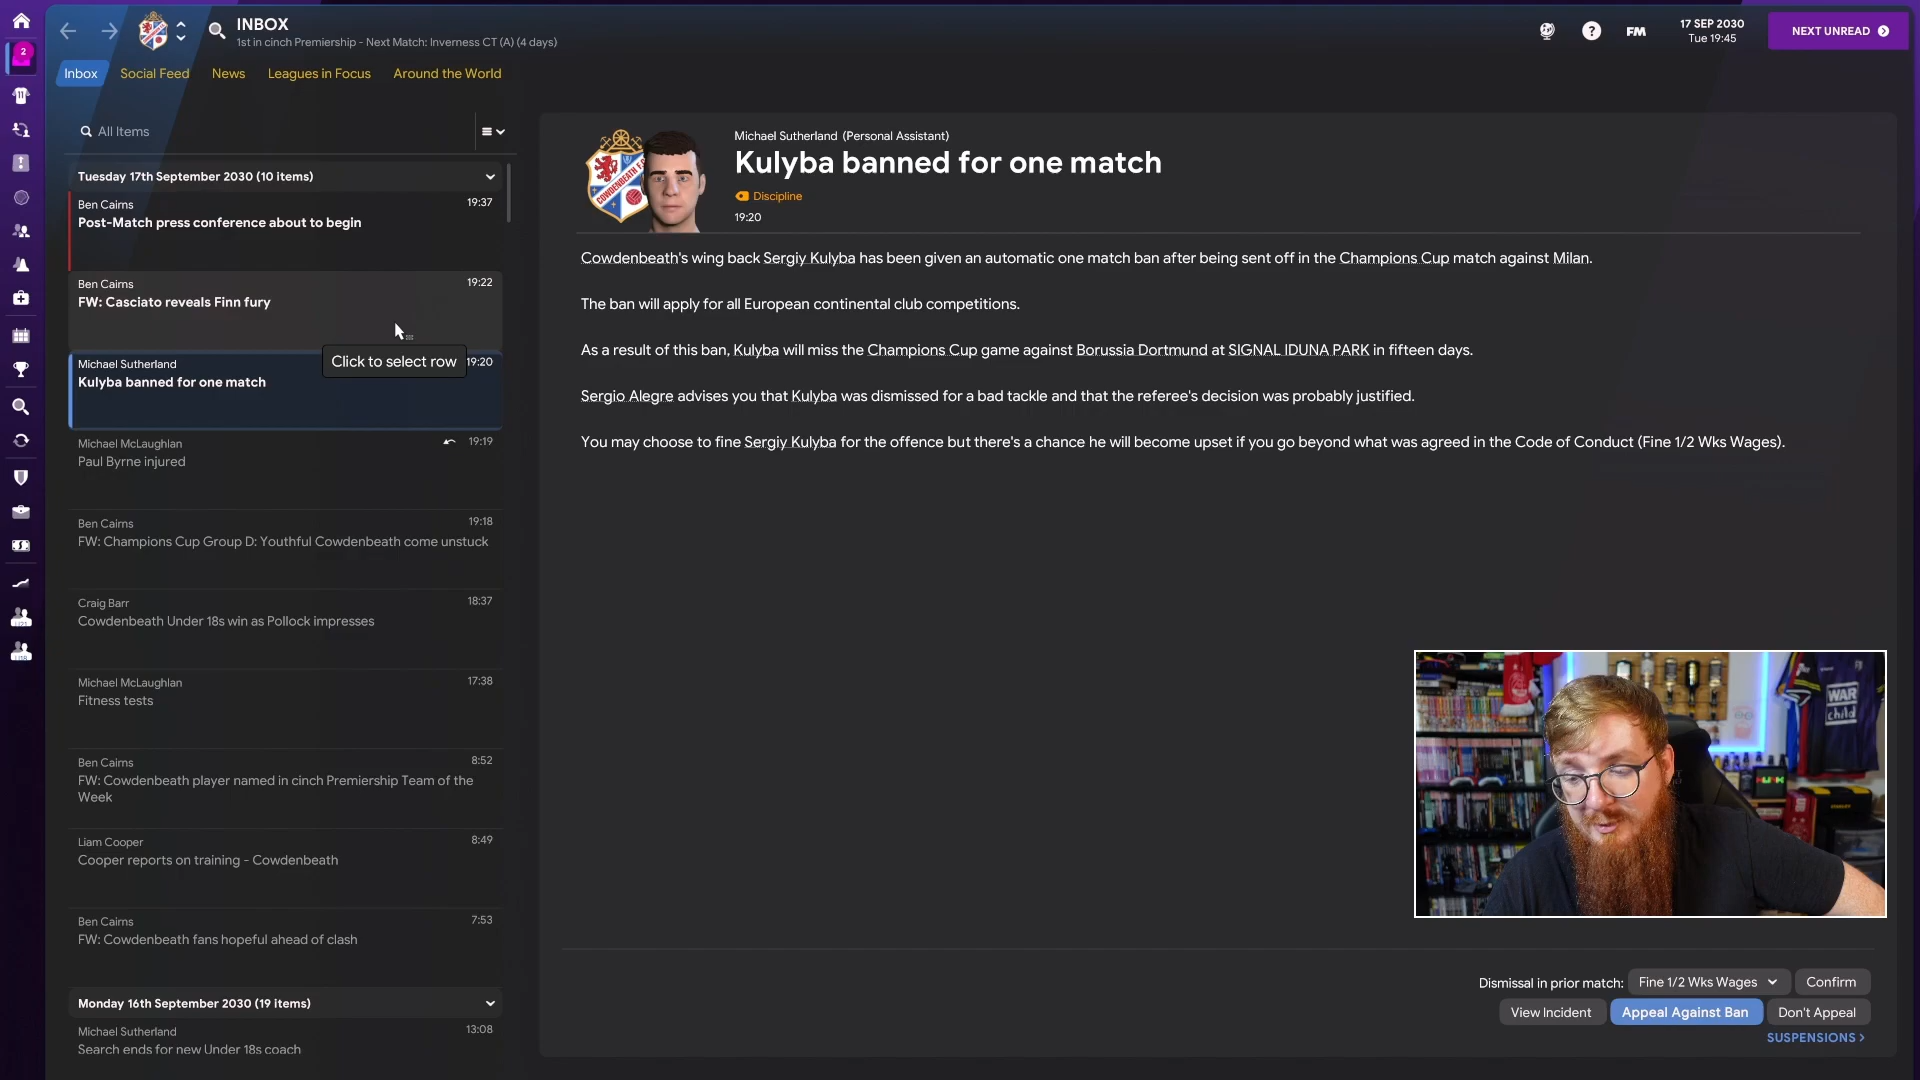 INBOX
1st in cinch Premiership - Next Match: Inverness CT (A) (4 days)
2
FM
17 SEP 2030
Tue 19:45
NEXT UNREAD
Inbox
Social Feed
News
Leagues in Focus
Around the World
All Items
Tuesday 17th September 2030 (10 items)
Ben Cairns
19:37
Post-Match press conference about to begin
Ben Cairns
19:22
FW: Casciato reveals Finn fury
Click to select row
Michael Sutherland
19:20
Kulyba banned for one match
Michael McLaughlan
19:19
Paul Byrne injured
Ben Cairns
19:18
FW: Champions Cup Group D: Youthful Cowdenbeath come unstuck
Craig Barr
18:37
Cowdenbeath Under 18s win as Pollock impresses
Michael McLaughlan
17:38
Fitness tests
Ben Cairns
8:52
FW: Cowdenbeath player named in cinch Premiership Team of the
Week
Liam Cooper
8:49
Cooper reports on training - Cowdenbeath
Ben Cairns
7:53
FW: Cowdenbeath fans hopeful ahead of clash
Monday 16th September 2030 (19 items)
Michael Sutherland
13:08
Search ends for new Under 18s coach
Michael Sutherland (Personal Assistant)
Kulyba banned for one match
Discipline
19:20
Cowdenbeath's wing back Sergiy Kulyba has been given an automatic one match ban after being sent off in the Champions Cup match against Milan.
The ban will apply for all European continental club competitions.
As a result of this ban, Kulyba will miss the Champions Cup game against Borussia Dortmund at SIGNAL IDUNA PARK in fifteen days.
Sergio Alegre advises you that Kulyba was dismissed for a bad tackle and that the referee's decision was probably justified.
You may choose to fine Sergiy Kulyba for the offence but there's a chance he will become upset if you go beyond what was agreed in the Code of Conduct (Fine 1/2 Wks Wages).
WAR
child
Dismissal in prior match:
Fine 1/2 Wks Wages
Confirm
View Incident
Appeal Against Ban
Don't Appeal
SUSPENSIONS >